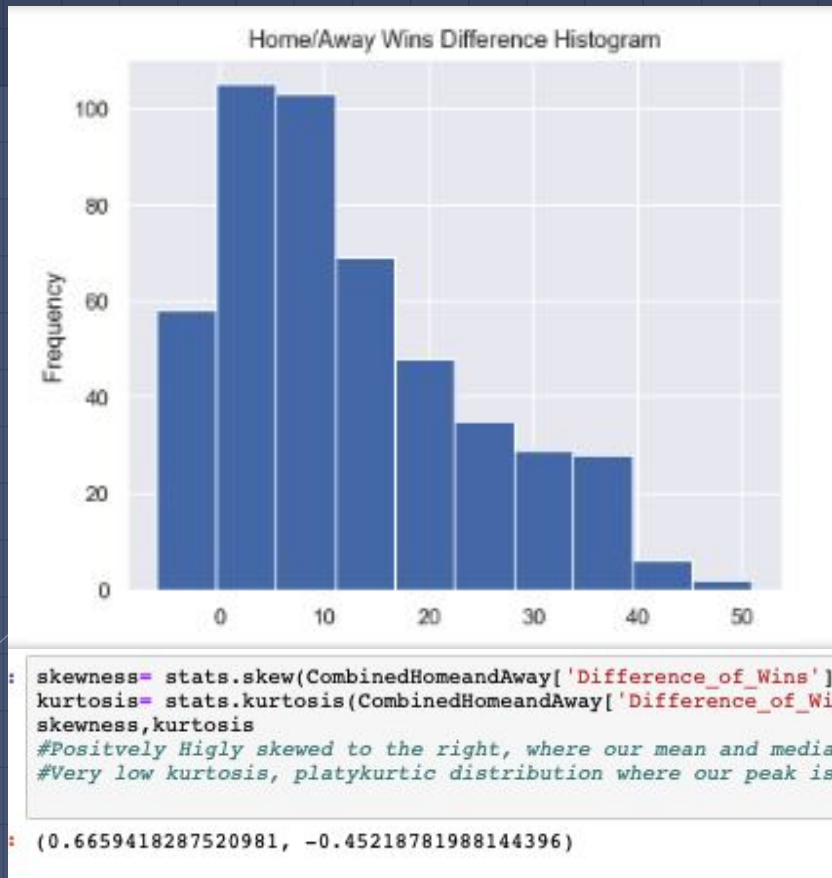 Home/Away Wins Difference Histogram
100
80
60
40
20
0
Frequency
0 10 20 30 40 50
: skewness= stats.skew(CombinedHomeandAway['Difference_of_Wins']
kurtosis= stats.kurtosis(CombinedHomeandAway['Difference_of_Wi
skewness,kurtosis
#Positvely Higly skewed to the right, where our mean and media
#Very low kurtosis, platykurtic distribution where our peak is
: (0.6659418287520981, -0.45218781988144396)